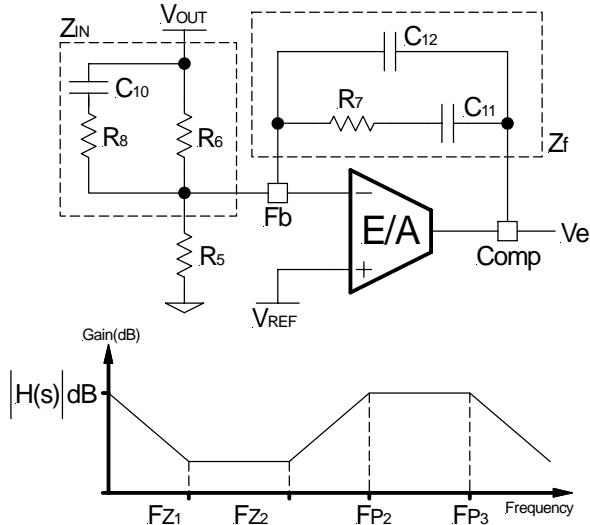 VOUT
ZIN
C12
C10
R7
C11
R8
R6
Zf
Fb
E/A
Ve
R5
Comp
VREF
Gain(dB)
|H(s)|dB
FZ1
FZ2
FP2
FP3
Frequency